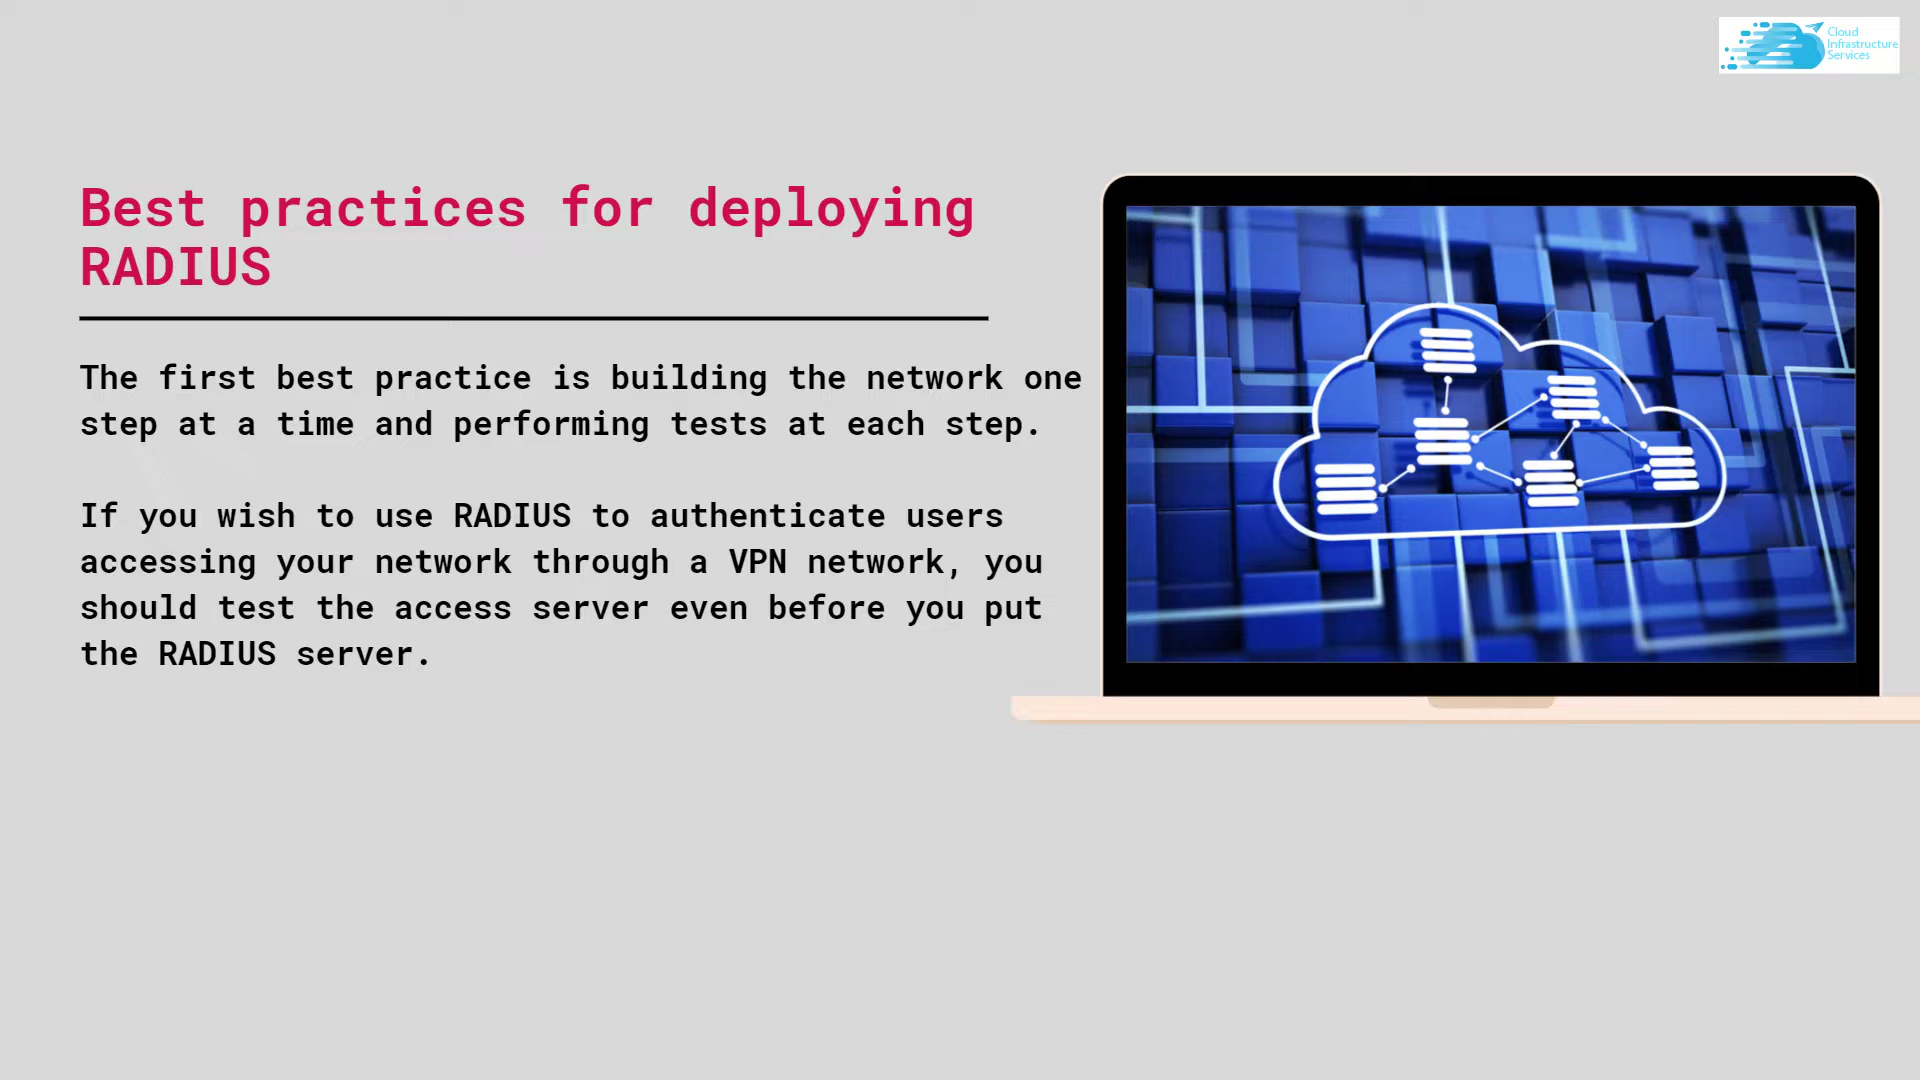 Cloud
Infrastructure
Services
Best practices for deploying
RADIUS
The first best practice is building the network one
step at a time and performing tests at each step.
If you wish to use RADIUS to authenticate users
accessing your network through a VPN network, you
should test the access server even before you put
the RADIUS server.